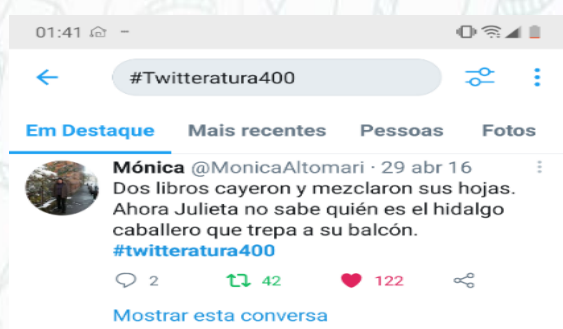 01:41
#Twitteratura400
Em Destaque Mais recentes Pessoas Fotos
Mónica @MonicaAltomari · 29 abr 16
Dos libros cayeron y mezclaron sus hojas.
Ahora Julieta no sabe quién es el hidalgo
caballero que trepa a su balcón.
#twitteratura400
2 42 122
Mostrar esta conversa